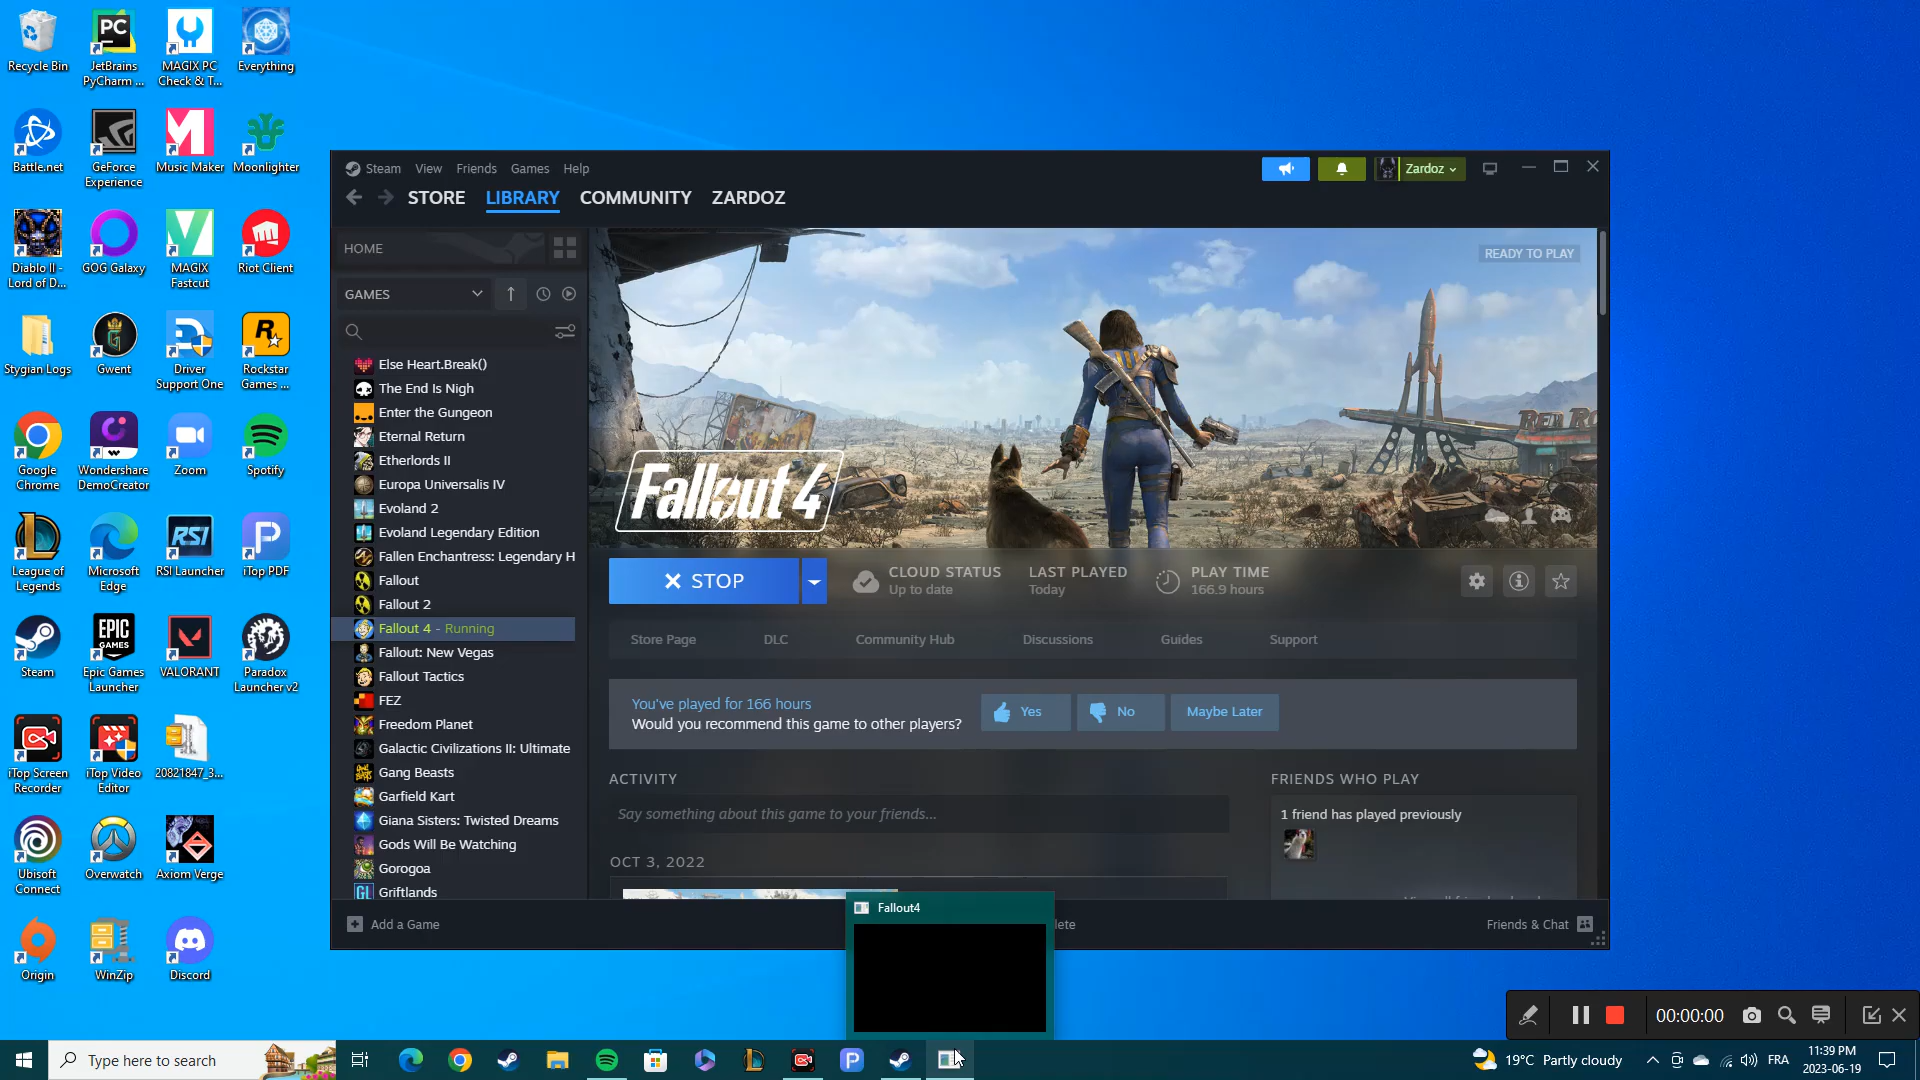 Recycle Bin
JetBrains
PyCharm ...
MAGIX PC
Check & T...
Everything
Battle.net
GeForce
Experience
Music Maker
Moonlighter
Diablo II -
Lord of D...
GOG Galaxy
MAGIX
Fastcut
Riot Client
Stygian Logs
Gwent
Driver
Support One
Rockstar
Games ...
Google
Chrome
Wondershare
DemoCreator
Zoom
Spotify
League of
Legends
Microsoft
Edge
RSI Launcher
iTop PDF
Steam
Epic Games
Launcher
VALORANT
Paradox
Launcher v2
iTop Screen
Recorder
iTop Video
Editor
20821847_3...
Ubisoft
Connect
Overwatch
Axiom Verge
Origin
WinZip
Discord
Steam View Friends Games Help
Zardoz
STORE LIBRARY COMMUNITY ZARDOZ
HOME
GAMES
Else Heart.Break()
The End Is Nigh
Enter the Gungeon
Eternal Return
Etherlords II
Europa Universalis IV
Evoland 2
Evoland Legendary Edition
Fallen Enchantress: Legendary H
Fallout
Fallout 2
Fallout 4 - Running
Fallout: New Vegas
Fallout Tactics
FEZ
Freedom Planet
Galactic Civilizations II: Ultimate
Gang Beasts
Garfield Kart
Giana Sisters: Twisted Dreams
Gods Will Be Watching
Gorogoa
Griftlands
Add a Game
READY TO PLAY
RED RO
Fallout 4
STOP
CLOUD STATUS
Up to date
LAST PLAYED
Today
PLAY TIME
166.9 hours
Store Page DLC Community Hub Discussions Guides Support
You've played for 166 hours
Would you recommend this game to other players?
Yes No Maybe Later
ACTIVITY
Say something about this game to your friends...
OCT 3, 2022
FRIENDS WHO PLAY
1 friend has played previously
Fallout4
lete
Friends & Chat
00:00:00
Type here to search
19°C Partly cloudy
FRA
11:39 PM
2023-06-19